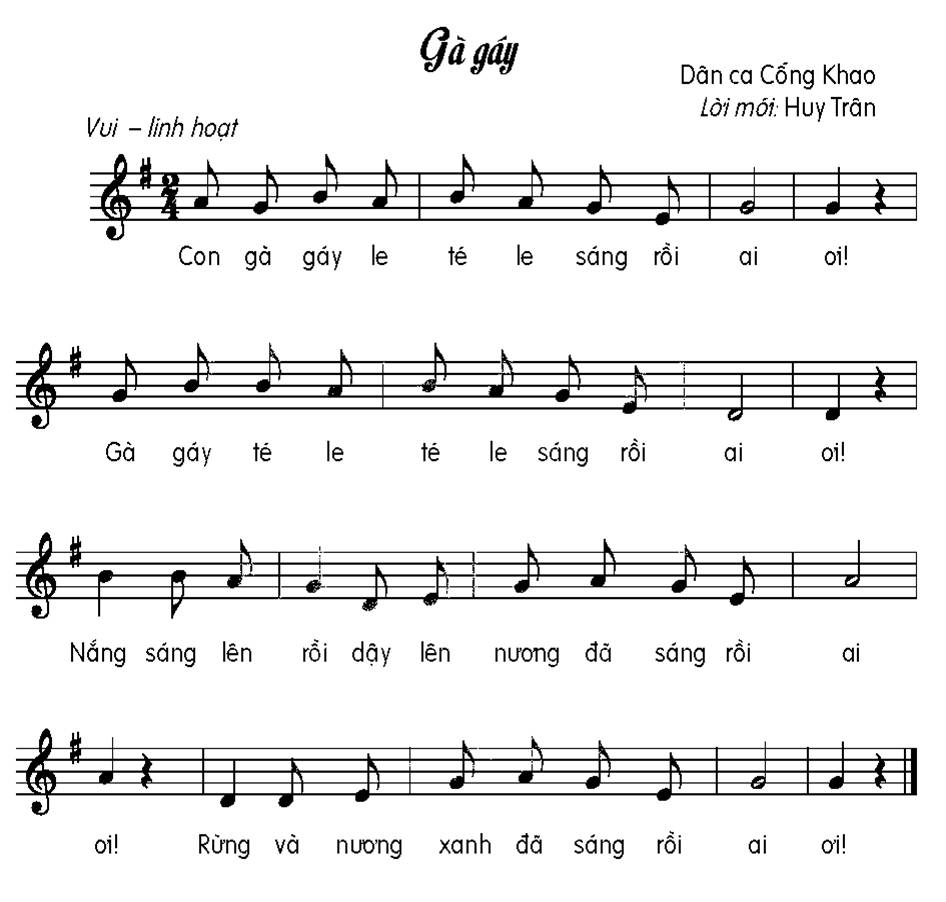 Gà gáy
Dân ca Cống Khao
Lời mới: Huy Trân
Vui – linh hoạt
2
4
Con gà gáy le té le sáng rồi ai ơi!
Gà gáy té le té le sáng rồi ai ơi!
Nắng sáng lên rồi dậy lên nương đã sáng rồi ai
ơi! Rừng và nương xanh đã sáng rồi ai ơi!